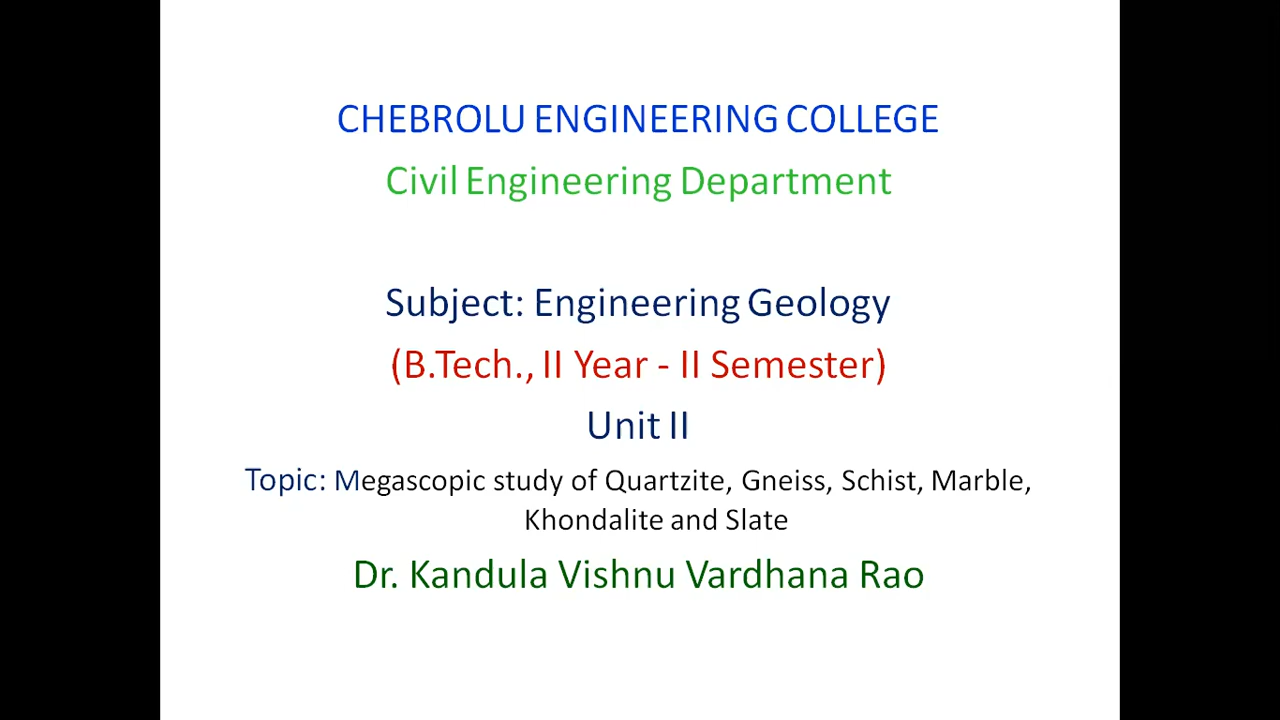 CHEBROLU ENGINEERING COLLEGE
Civil Engineering Department
Subject: Engineering Geology
(B.Tech., II Year - II Semester)
Unit II
Topic: Megascopic study of Quartzite, Gneiss, Schist, Marble,
Khondalite and Slate
Dr. Kandula Vishnu Vardhana Rao